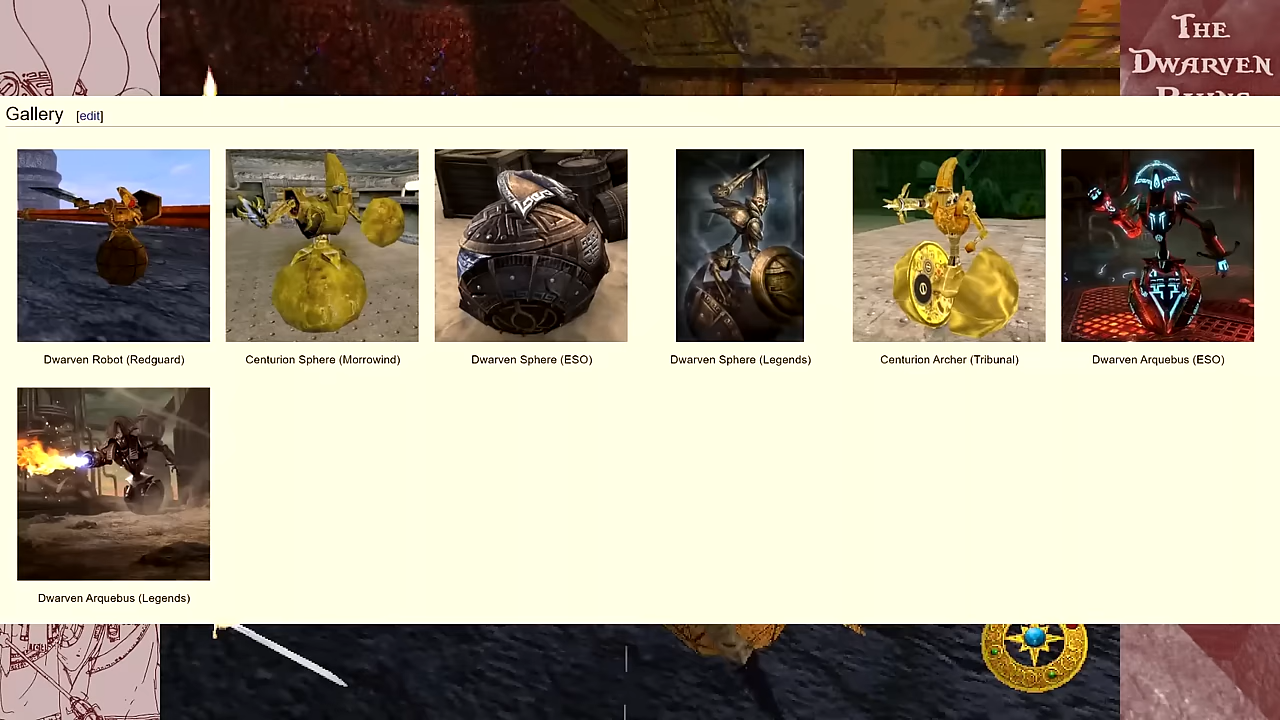 The
Dwarven
Ruins
Gallery [edit]
Dwarven Robot (Redguard)
Centurion Sphere (Morrowind)
Dwarven Sphere (ESO)
Dwarven Sphere (Legends)
Centurion Archer (Tribunal)
Dwarven Arquebus (ESO)
Dwarven Arquebus (Legends)